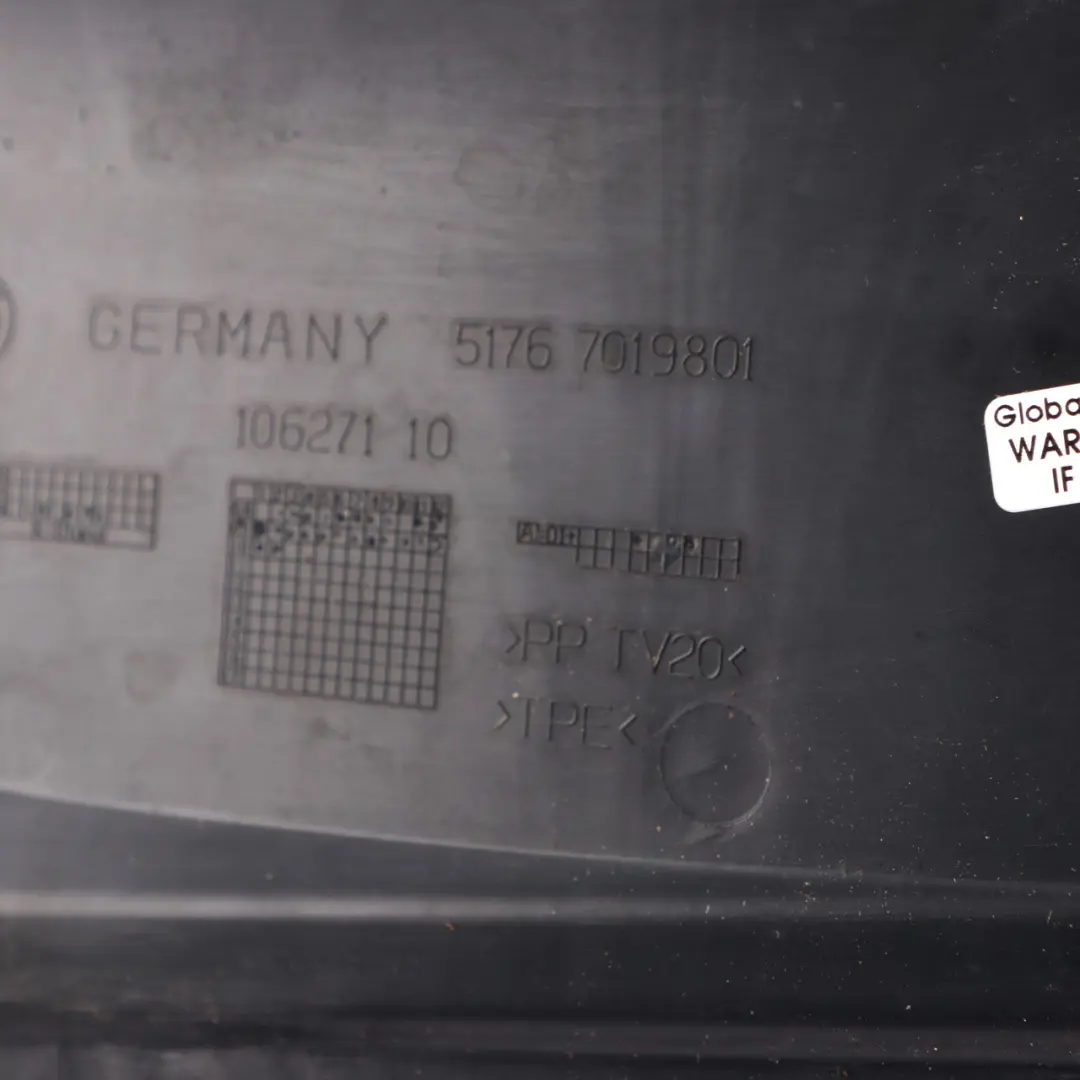 GERMANY 5176 7019801
106271 10
>PP TV20<
>TPE<
Globa
WAR
IF